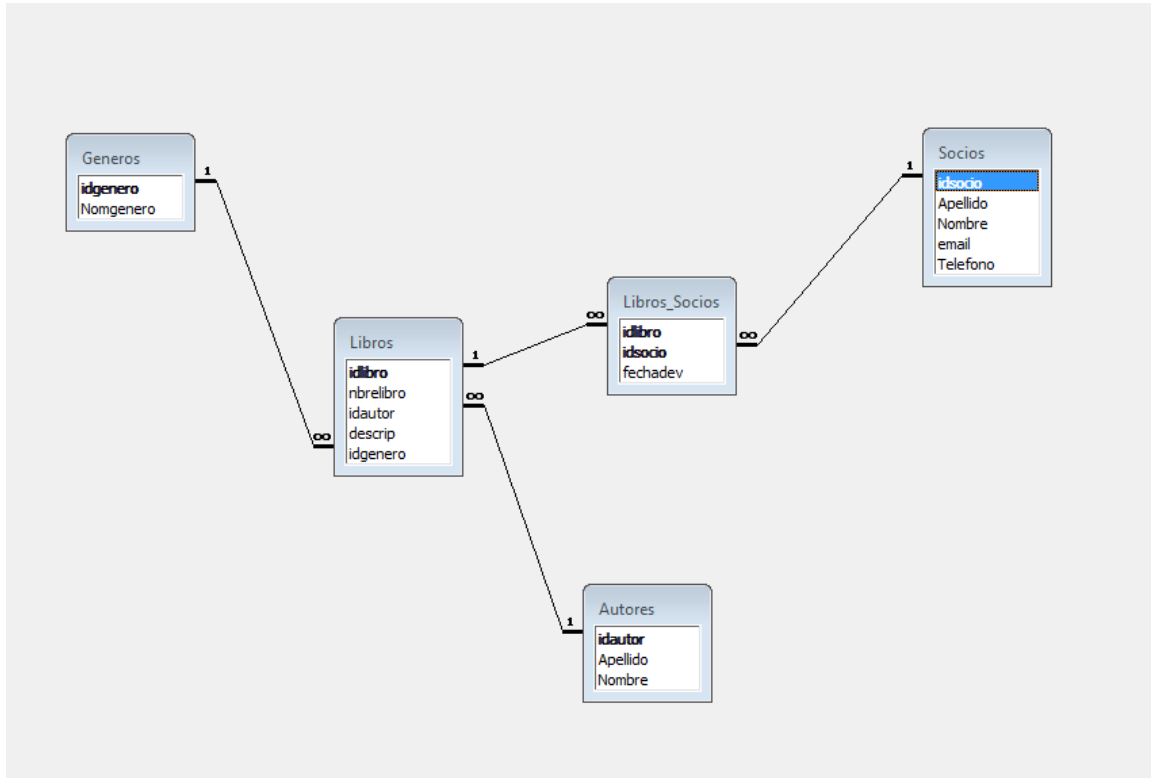 Generos
idgenero
Nomgenero
1
∞
Libros
idlibro
nbrelibro
idautor
descrip
idgenero
1
∞
∞
Libros_Socios
idlibro
idsocio
fechadev
∞
1
Socios
idsocio
Apellido
Nombre
email
Telefono
1
Autores
idautor
Apellido
Nombre